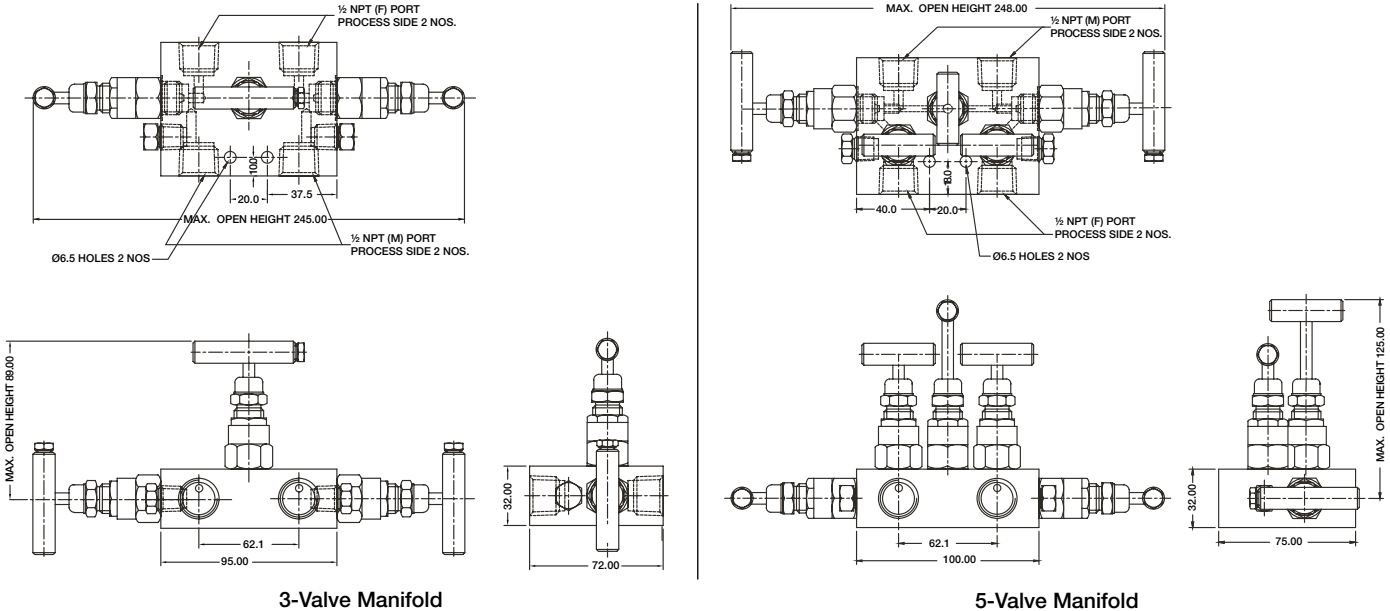 ½ NPT (F) PORT
PROCESS SIDE 2 NOS.
100
20.0
37.5
MAX. OPEN HEIGHT 245.00
½ NPT (M) PORT
PROCESS SIDE 2 NOS.
Ø6.5 HOLES 2 NOS
MAX. OPEN HEIGHT 89.00
62.1
95.00
32.00
72.00
3-Valve Manifold
MAX. OPEN HEIGHT 248.00
½ NPT (M) PORT
PROCESS SIDE 2 NOS.
8.0
40.0
20.0
½ NPT (F) PORT
PROCESS SIDE 2 NOS.
Ø6.5 HOLES 2 NOS
MAX. OPEN HEIGHT 125.00
62.1
100.00
32.00
75.00
5-Valve Manifold